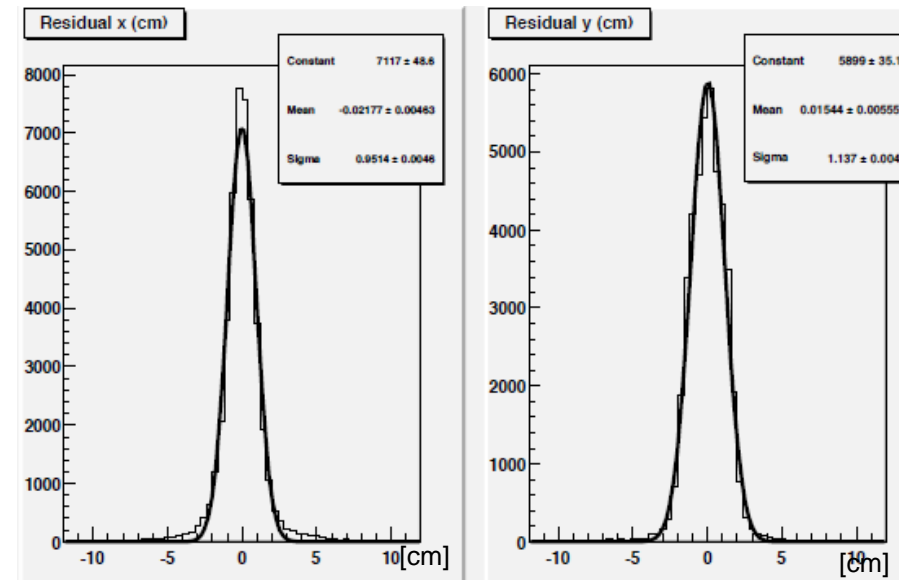 Residual x (cm)
Constant 7117 ± 48.6
Mean -0.02177 ± 0.00463
Sigma 0.9514 ± 0.0046
8000
7000
6000
5000
4000
3000
2000
1000
0
-10 -5 0 5 10 [cm]
Residual y (cm)
Constant 5899 ± 35.1
Mean 0.01544 ± 0.00555
Sigma 1.137 ± 0.004
6000
5000
4000
3000
2000
1000
0
-10 -5 0 5 10 [cm]